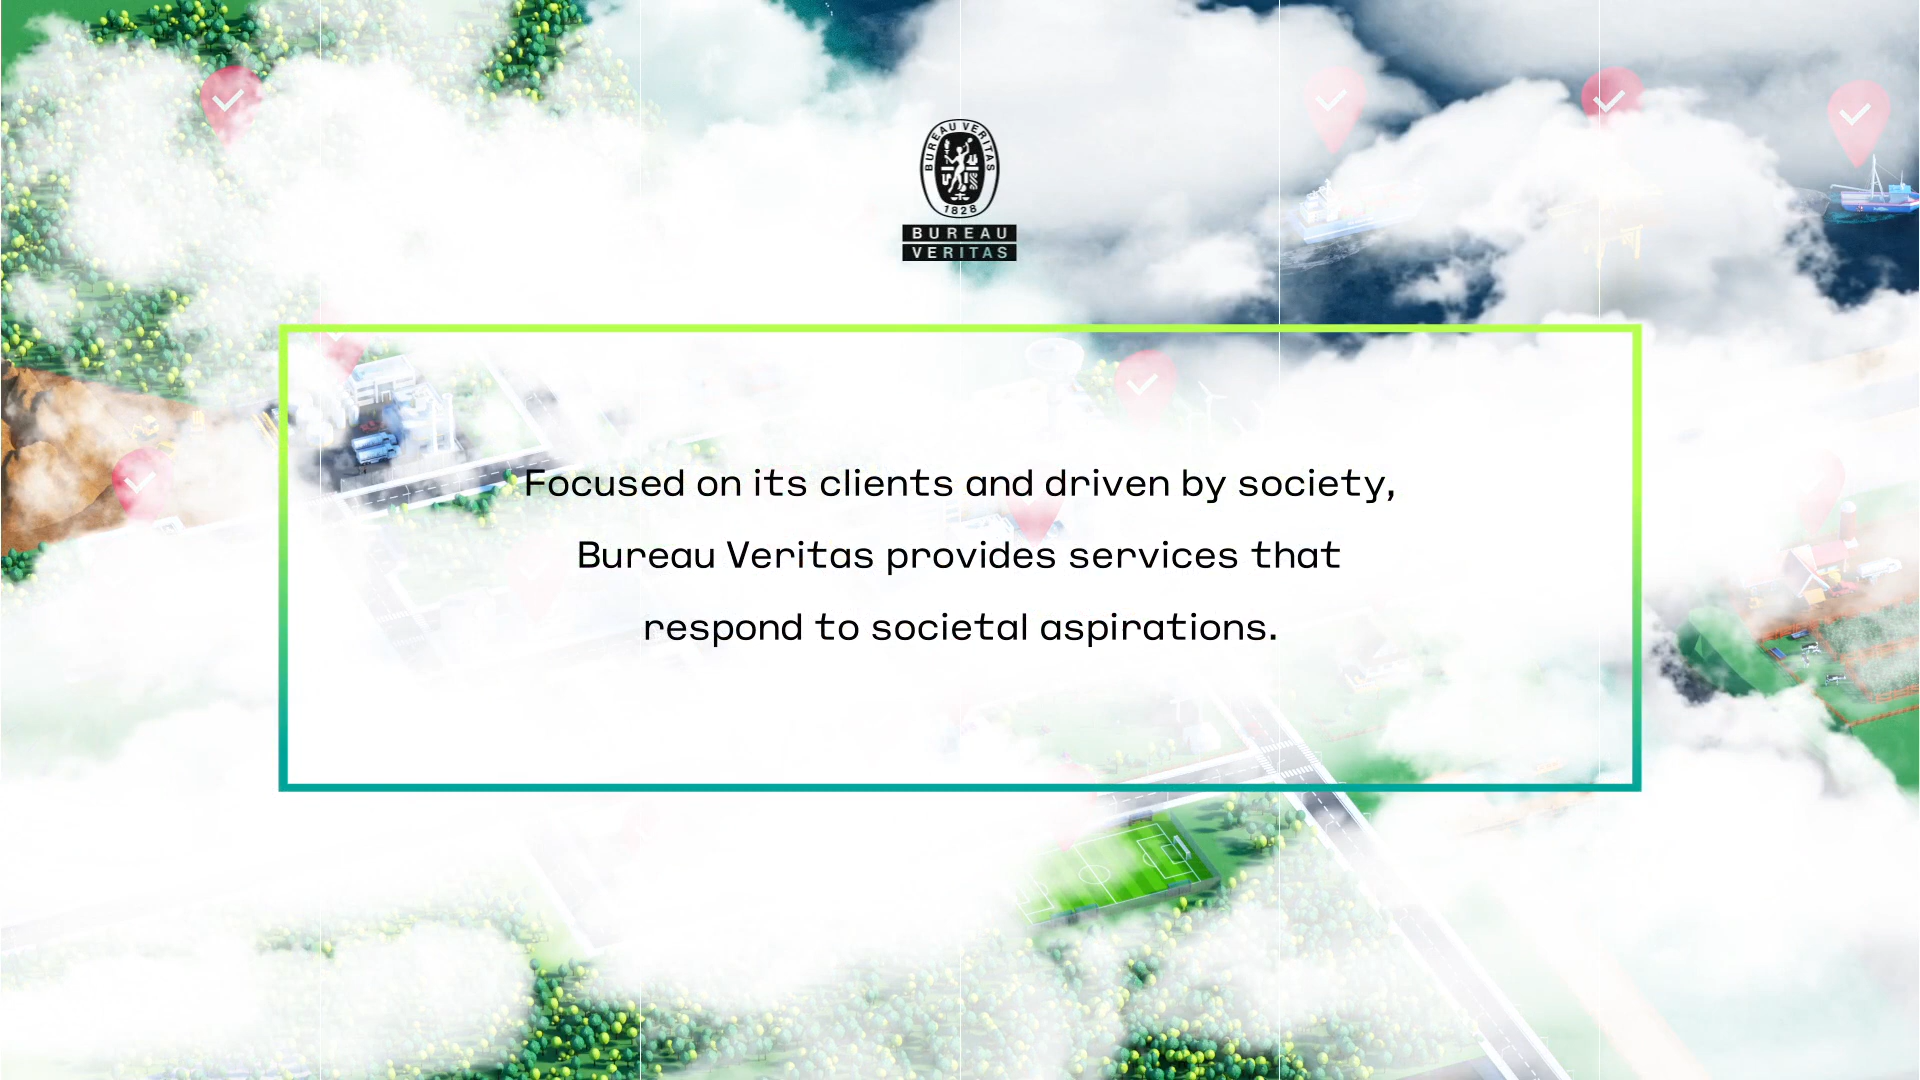 BUREAU VERITAS
1828
BUREAU
VERITAS
Focused on its clients and driven by society,
Bureau Veritas provides services that
respond to societal aspirations.